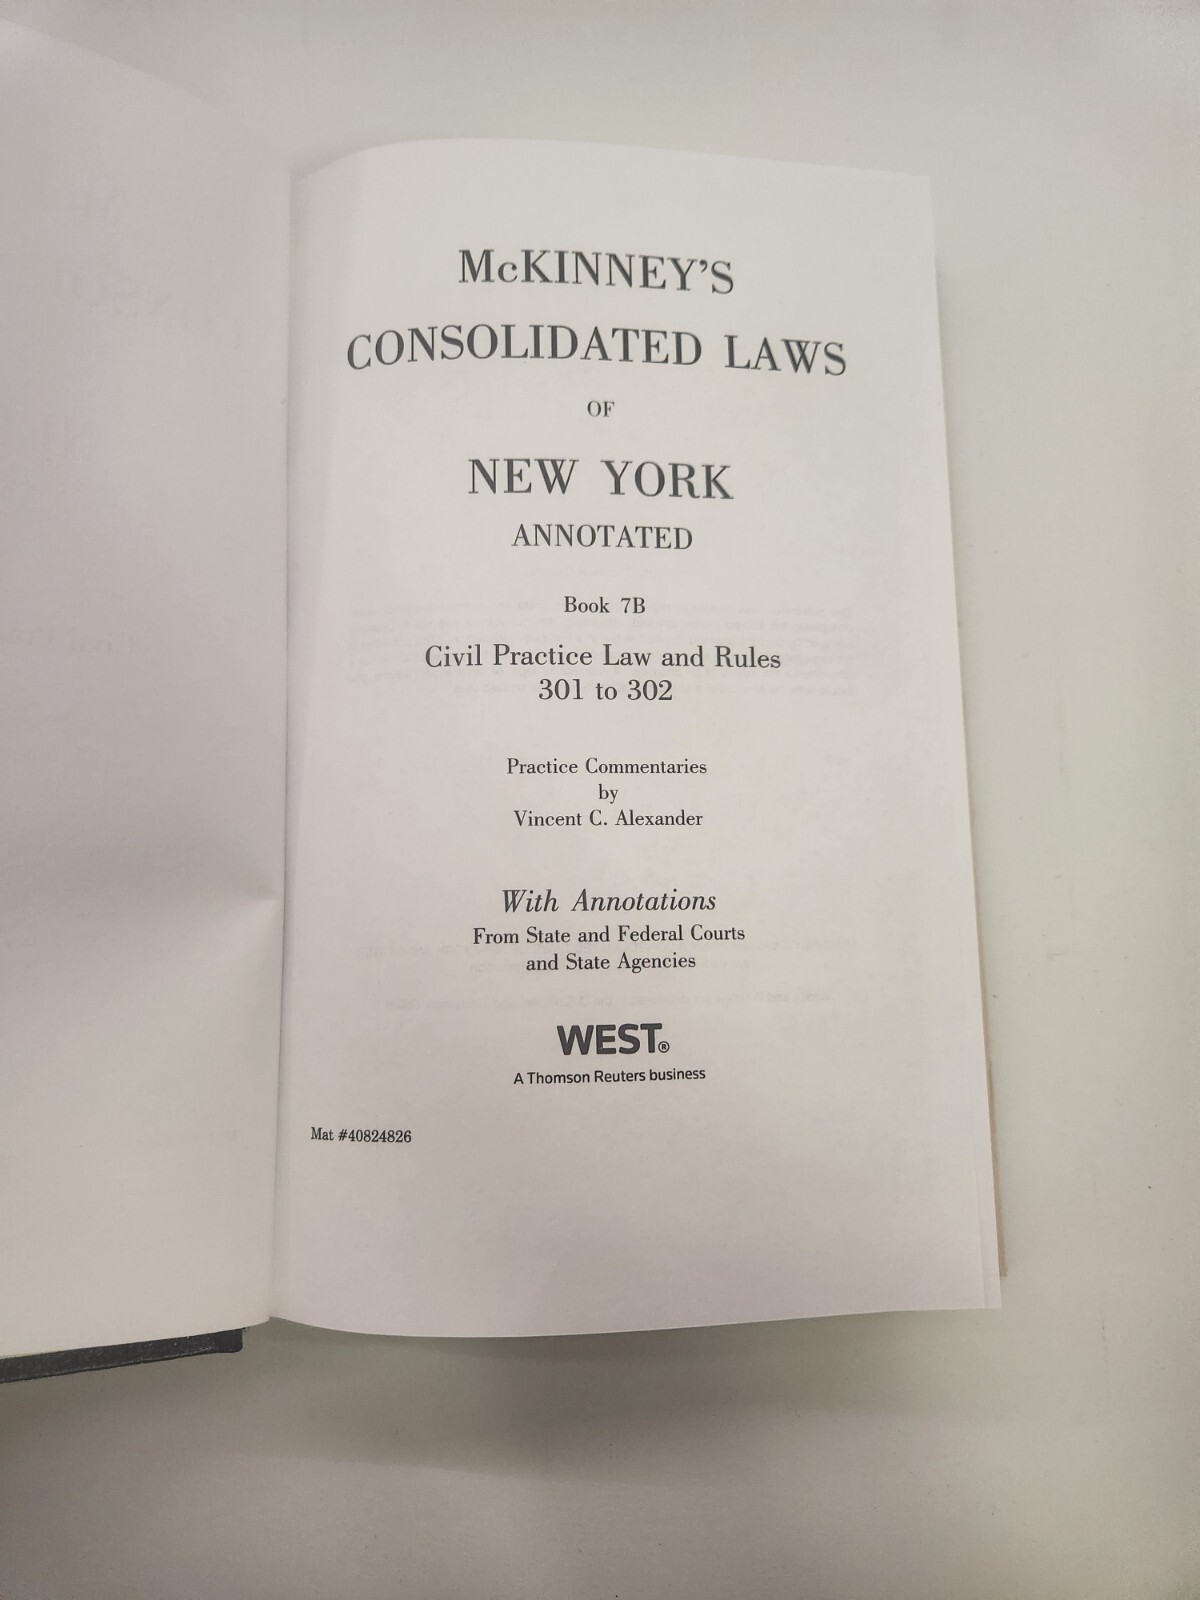 McKINNEY'S
CONSOLIDATED LAWS
OF
NEW YORK
ANNOTATED
Book 7B
Civil Practice Law and Rules
301 to 302
Practice Commentaries
by
Vincent C. Alexander
With Annotations
From State and Federal Courts
and State Agencies
WEST®
A Thomson Reuters business
Mat #40824826